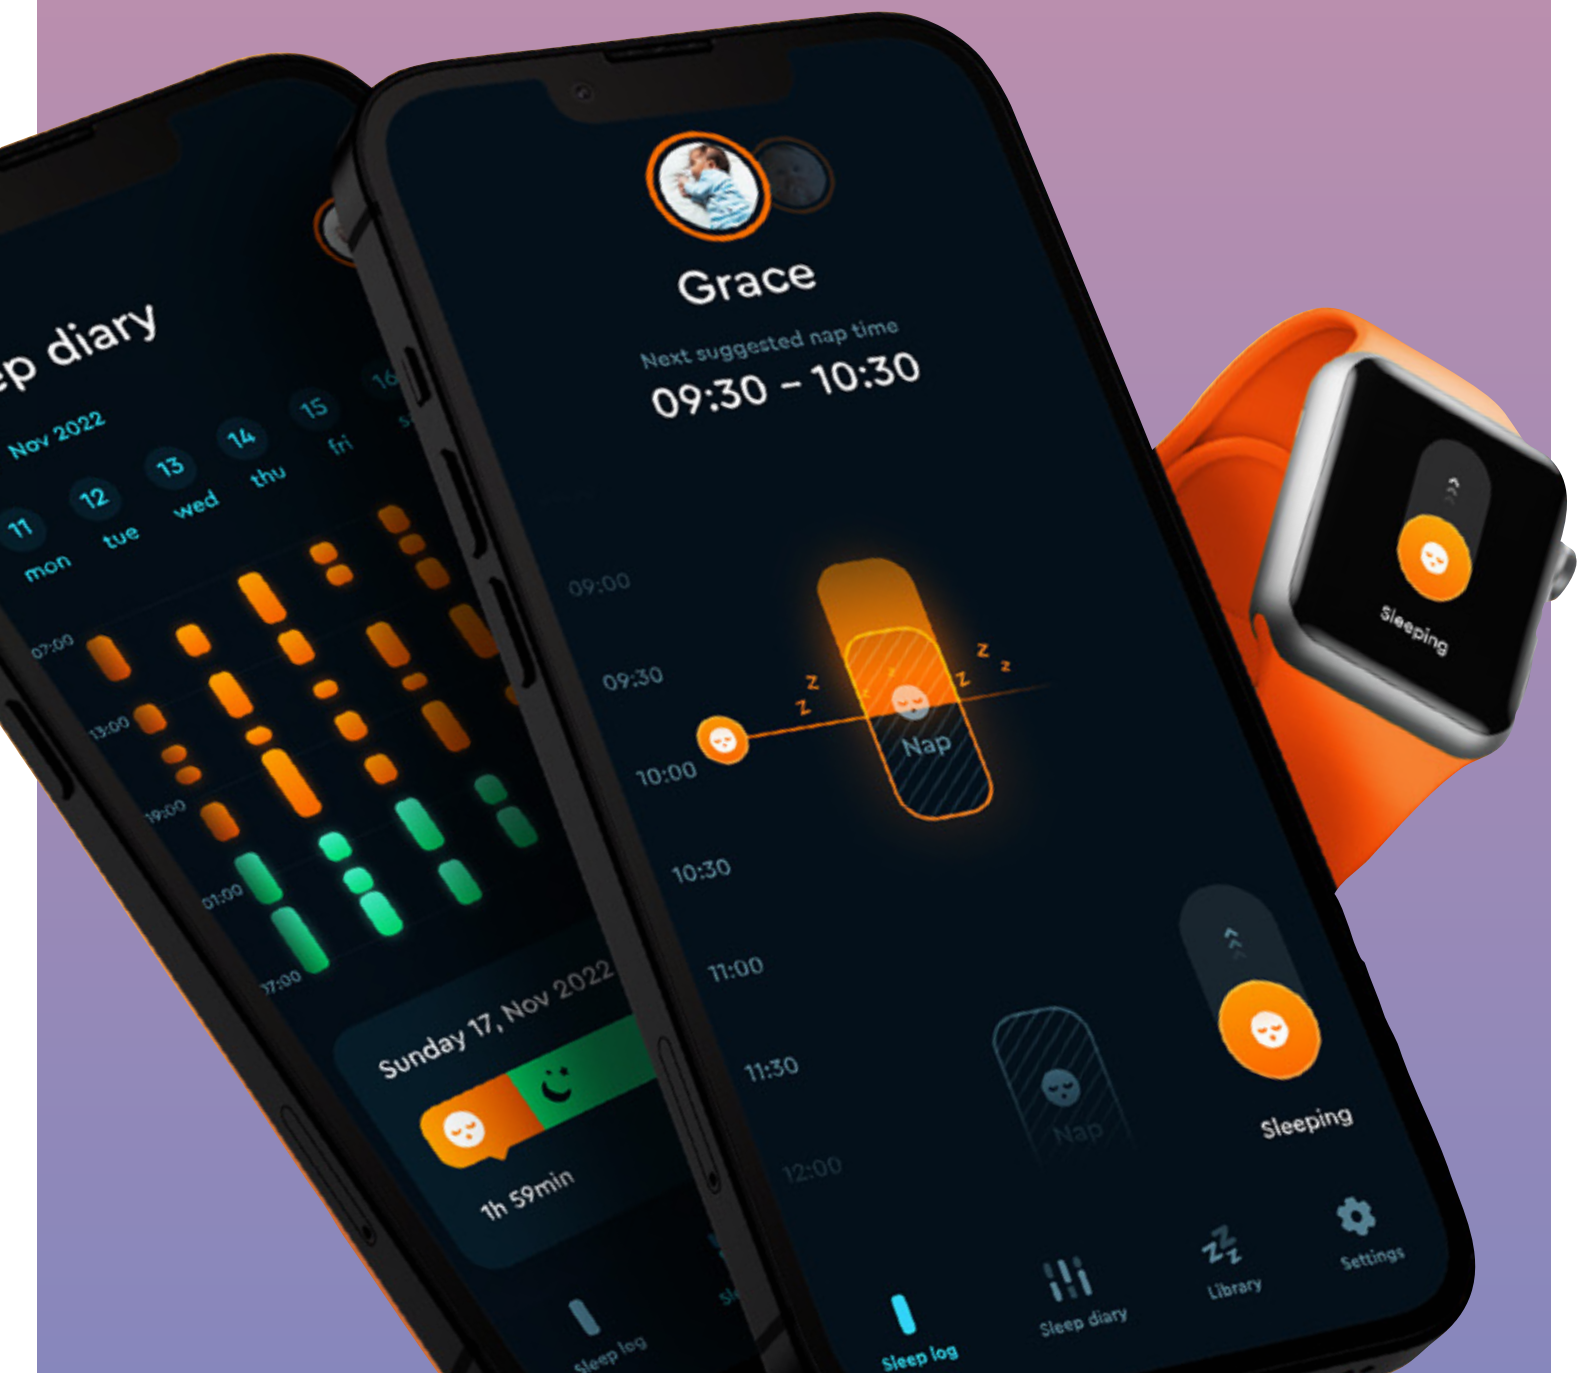 ep diary
Nov 2022
11 12 13 14 15 16
mon tue wed thu fri s
07:00
13:00
19:00
01:00
07:00
Sunday 17, Nov 2022
1h 59min
Sleep log
Sle
Grace
Next suggested nap time
09:30 – 10:30
09:00
09:30
10:00
10:30
11:00
11:30
12:00
z z z z z z z
Nap
Nap
Sleeping
Sleep log
Sleep diary
Library
Settings
Sleeping